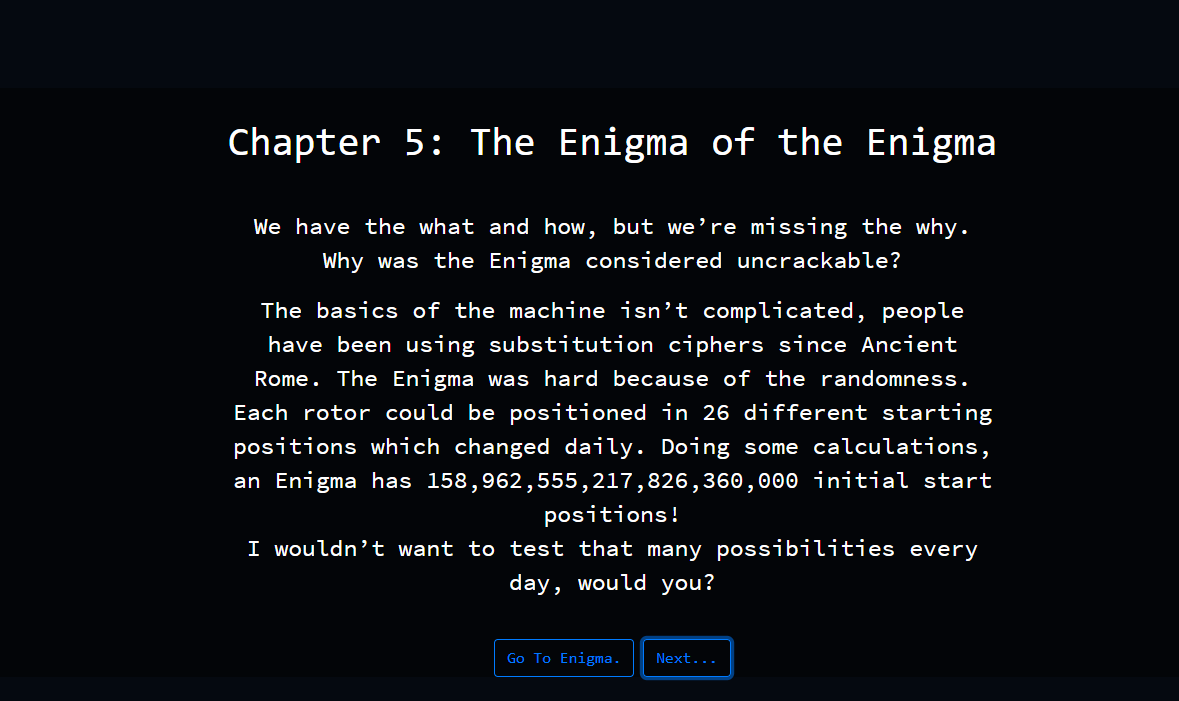 Chapter 5: The Enigma of the Enigma
We have the what and how, but we’re missing the why.
Why was the Enigma considered uncrackable?
The basics of the machine isn’t complicated, people
have been using substitution ciphers since Ancient
Rome. The Enigma was hard because of the randomness.
Each rotor could be positioned in 26 different starting
positions which changed daily. Doing some calculations,
an Enigma has 158,962,555,217,826,360,000 initial start
positions!
I wouldn’t want to test that many possibilities every
day, would you?
Go To Enigma.
Next...